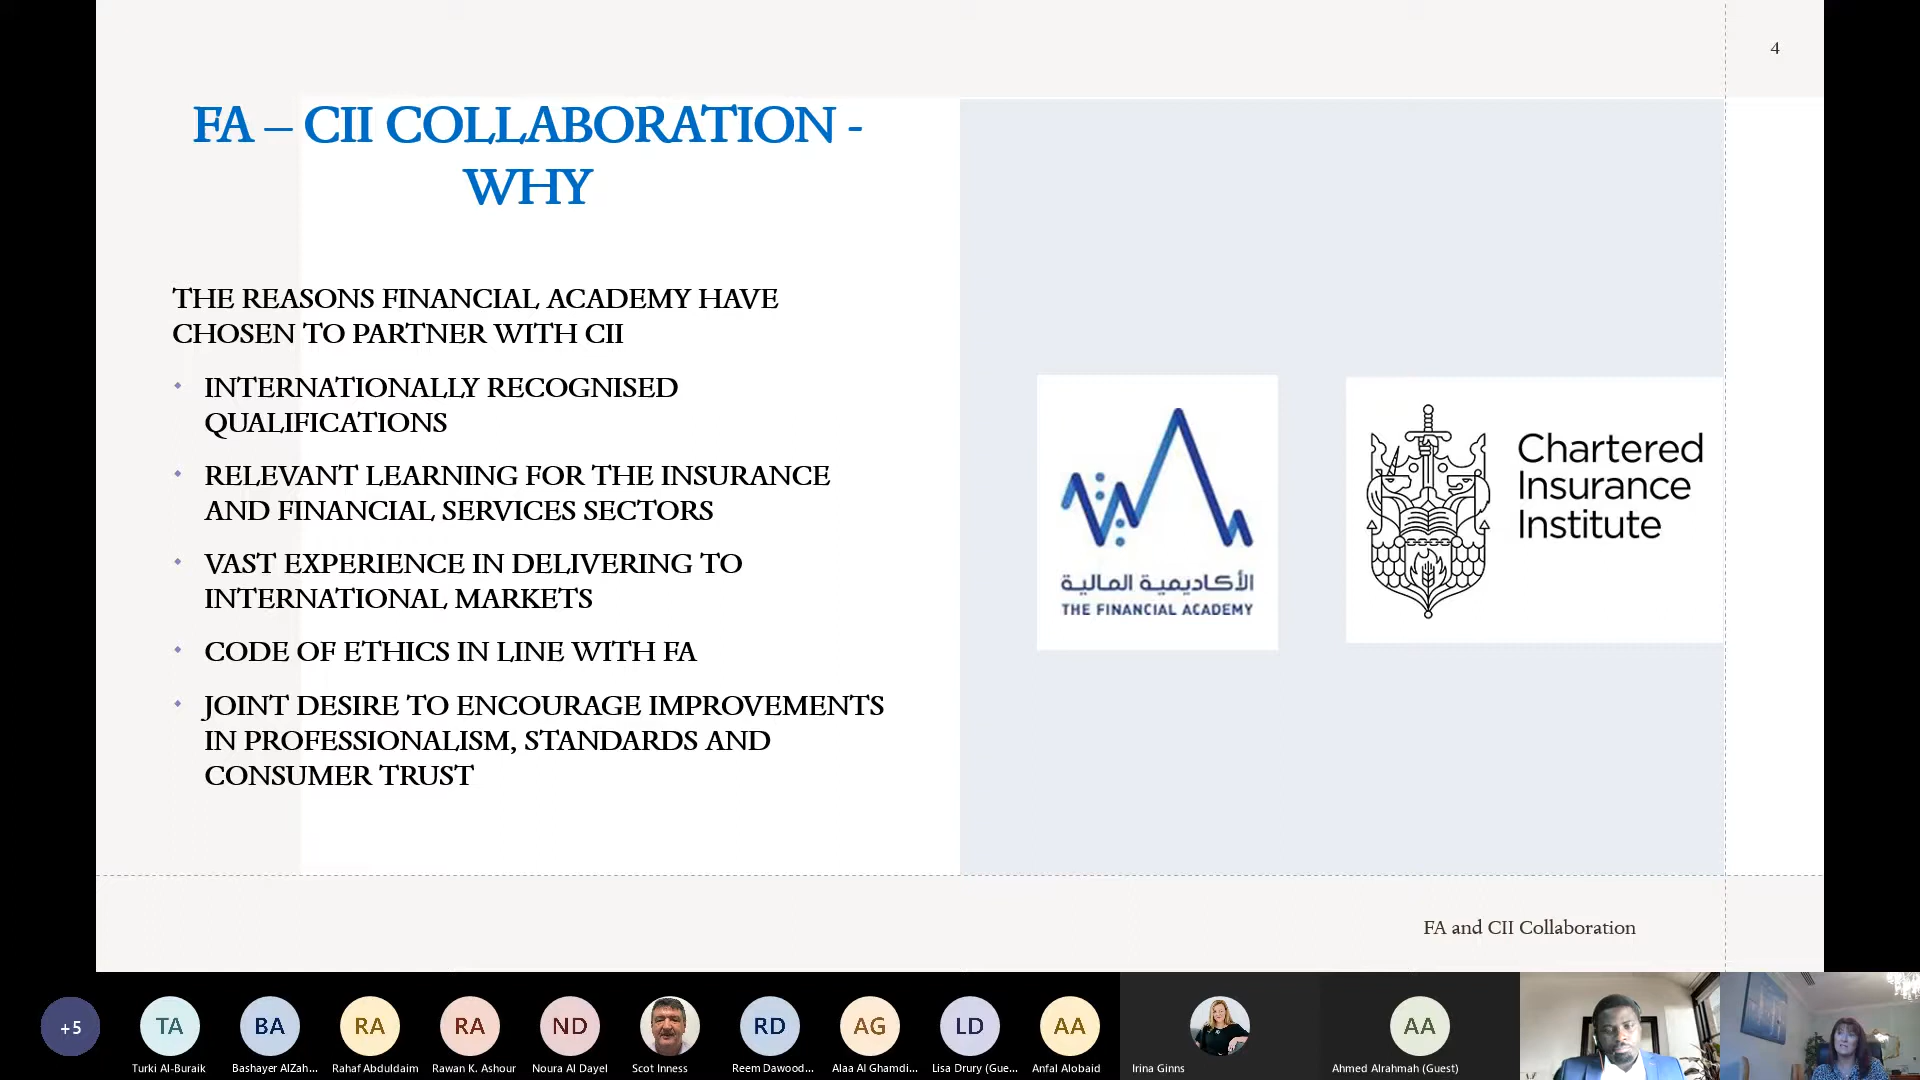 4
FA – CII COLLABORATION -
WHY
THE REASONS FINANCIAL ACADEMY HAVE
CHOSEN TO PARTNER WITH CII
INTERNATIONALLY RECOGNISED
QUALIFICATIONS
RELEVANT LEARNING FOR THE INSURANCE
AND FINANCIAL SERVICES SECTORS
VAST EXPERIENCE IN DELIVERING TO
INTERNATIONAL MARKETS
CODE OF ETHICS IN LINE WITH FA
JOINT DESIRE TO ENCOURAGE IMPROVEMENTS
IN PROFESSIONALISM, STANDARDS AND
CONSUMER TRUST
الأكاديمية المالية
THE FINANCIAL ACADEMY
Chartered
Insurance
Institute
FA and CII Collaboration
+5
TA
BA
RA
RA
ND
RD
AG
LD
AA
AA
Turki Al-Buraik
Bashayer AlZah...
Rahaf Abduldaim
Rawan K. Ashour
Noura Al Dayel
Scot Inness
Reem Dawood...
Alaa Al Ghamdi...
Lisa Drury (Gue...
Anfal Alobaid
Irina Ginns
Ahmed Alrahmah (Guest)